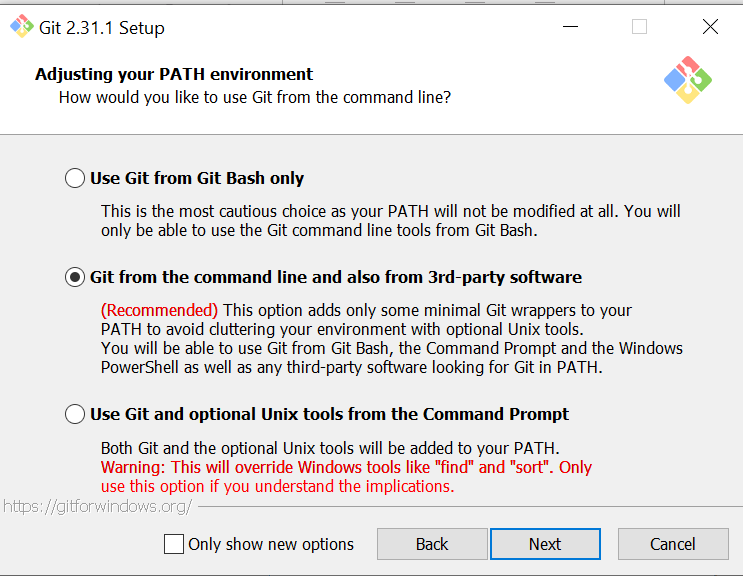 Git 2.31.1 Setup
Adjusting your PATH environment
How would you like to use Git from the command line?
Use Git from Git Bash only
This is the most cautious choice as your PATH will not be modified at all. You will
only be able to use the Git command line tools from Git Bash.
Git from the command line and also from 3rd-party software
(Recommended) This option adds only some minimal Git wrappers to your
PATH to avoid cluttering your environment with optional Unix tools.
You will be able to use Git from Git Bash, the Command Prompt and the Windows
PowerShell as well as any third-party software looking for Git in PATH.
Use Git and optional Unix tools from the Command Prompt
Both Git and the optional Unix tools will be added to your PATH.
Warning: This will override Windows tools like "find" and "sort". Only
use this option if you understand the implications.
https://gitforwindows.org/
Only show new options
Back
Next
Cancel